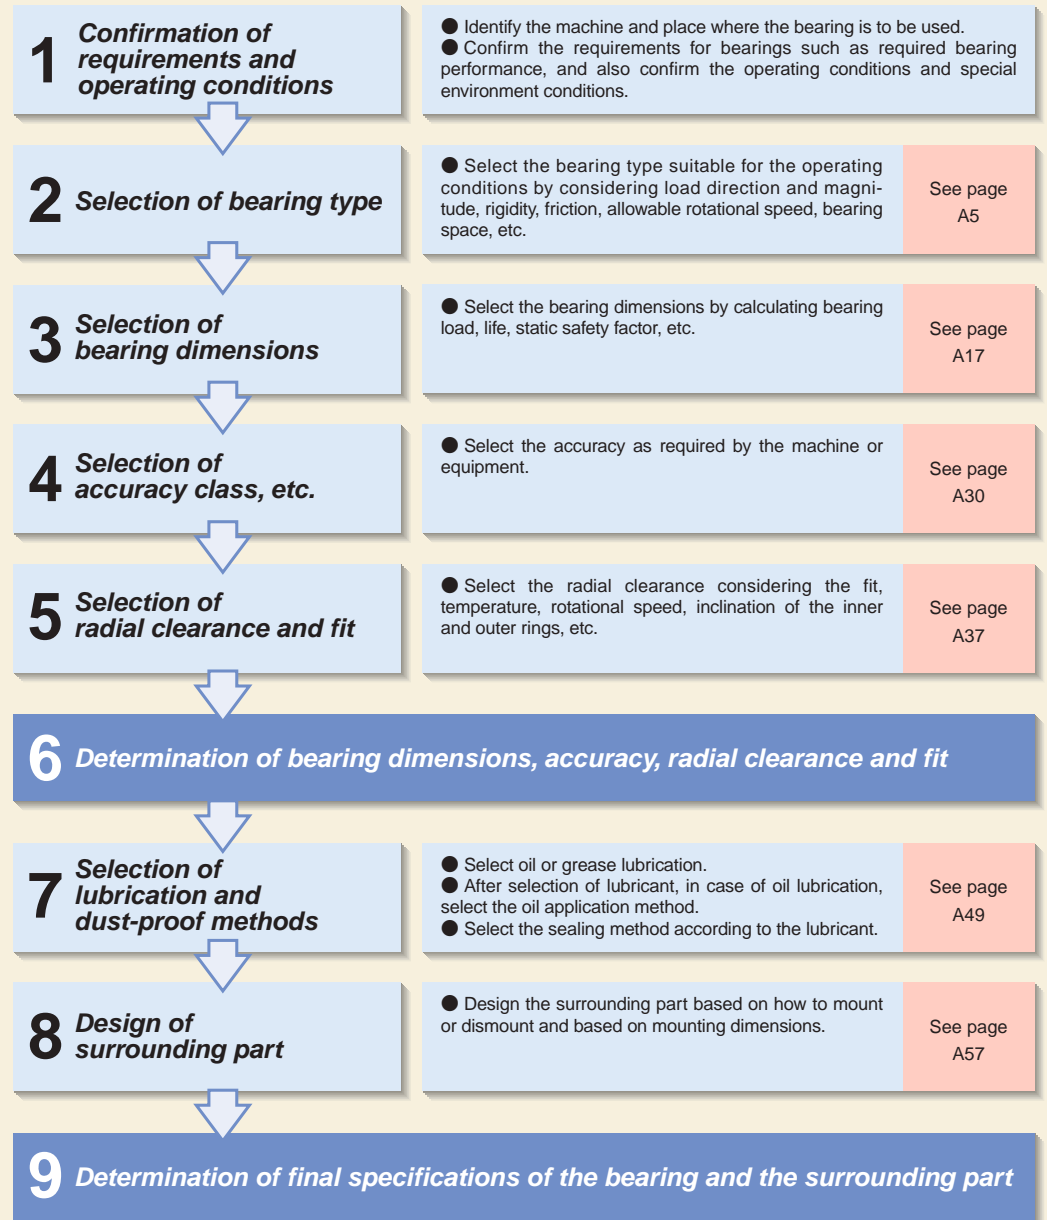 1
Confirmation of
requirements and
operating conditions
● Identify the machine and place where the bearing is to be used.
● Confirm the requirements for bearings such as required bearing
performance, and also confirm the operating conditions and special
environment conditions.
2
Selection of bearing type
● Select the bearing type suitable for the operating
conditions by considering load direction and magni-
tude, rigidity, friction, allowable rotational speed, bearing
space, etc.
See page
A5
3
Selection of
bearing dimensions
● Select the bearing dimensions by calculating bearing
load, life, static safety factor, etc.
See page
A17
4
Selection of
accuracy class, etc.
● Select the accuracy as required by the machine or
equipment.
See page
A30
5
Selection of
radial clearance and fit
● Select the radial clearance considering the fit,
temperature, rotational speed, inclination of the inner
and outer rings, etc.
See page
A37
6
Determination of bearing dimensions, accuracy, radial clearance and fit
7
Selection of
lubrication and
dust-proof methods
● Select oil or grease lubrication.
● After selection of lubricant, in case of oil lubrication,
select the oil application method.
● Select the sealing method according to the lubricant.
See page
A49
8
Design of
surrounding part
● Design the surrounding part based on how to mount
or dismount and based on mounting dimensions.
See page
A57
9
Determination of final specifications of the bearing and the surrounding part